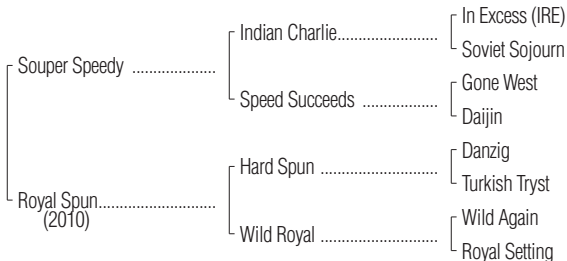 In Excess (IRE)
Indian Charlie........................
Soviet Sojourn
Souper Speedy ....................
Gone West
Speed Succeeds ..................
Daijin
Danzig
Hard Spun ............................
Turkish Tryst
Royal Spun............................
(2010)
Wild Again
Wild Royal ............................
Royal Setting